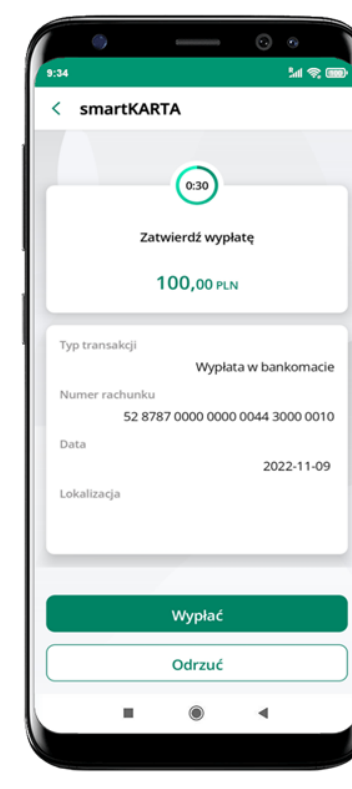 9:34
smartKARTA
0:30
Zatwierdź wypłatę
100,00 PLN
Typ transakcji
Wypłata w bankomacie
Numer rachunku
52 8787 0000 0000 0044 3000 0010
Data
2022-11-09
Lokalizacja
Wypłać
Odrzuć